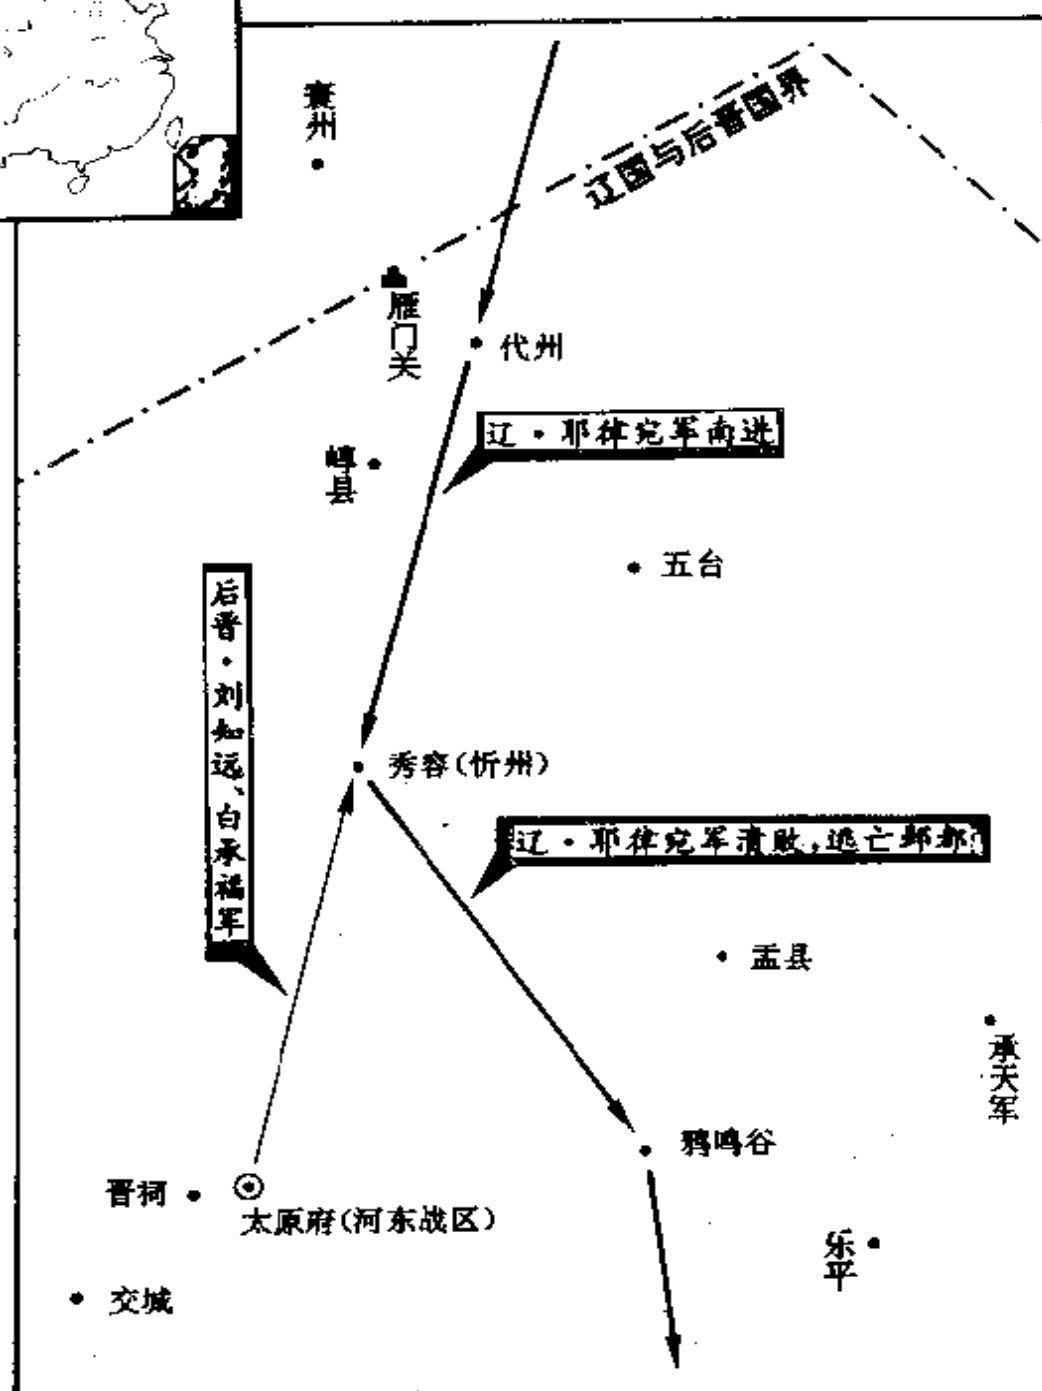 寰州
辽国与后晋国界
雁门关
代州
辽·耶律宛军南进
崞县
五台
后晋·刘知远、白承福军
秀容(忻州)
辽·耶律宛军溃败,逃亡邺都
盂县
承天军
鸦鸣谷
晋祠
太原府(河东战区)
乐平
交城